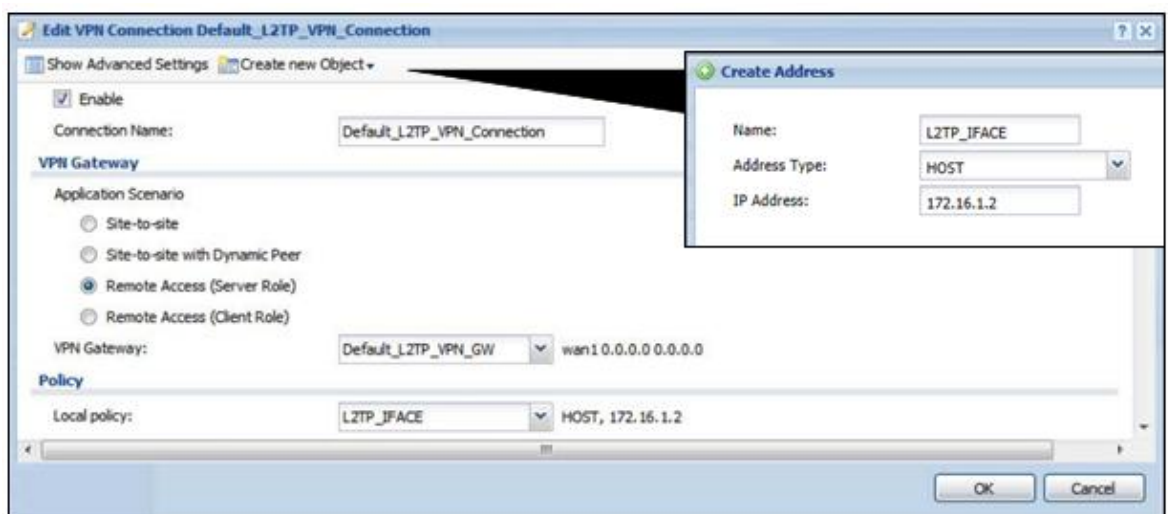 Edit VPN Connection Default_L2TP_VPN_Connection
Show Advanced Settings Create new Object
Enable
Connection Name: Default_L2TP_VPN_Connection
VPN Gateway
Application Scenario
Site-to-site
Site-to-site with Dynamic Peer
Remote Access (Server Role)
Remote Access (Client Role)
VPN Gateway: Default_L2TP_VPN_GW wan1 0.0.0.0 0.0.0.0
Policy
Local policy: L2TP_IFACE HOST, 172.16.1.2
OK Cancel
Create Address
Name: L2TP_IFACE
Address Type: HOST
IP Address: 172.16.1.2